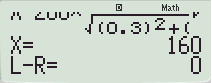 D Math
√(0.3)²+(
X= 160
L-R= 0